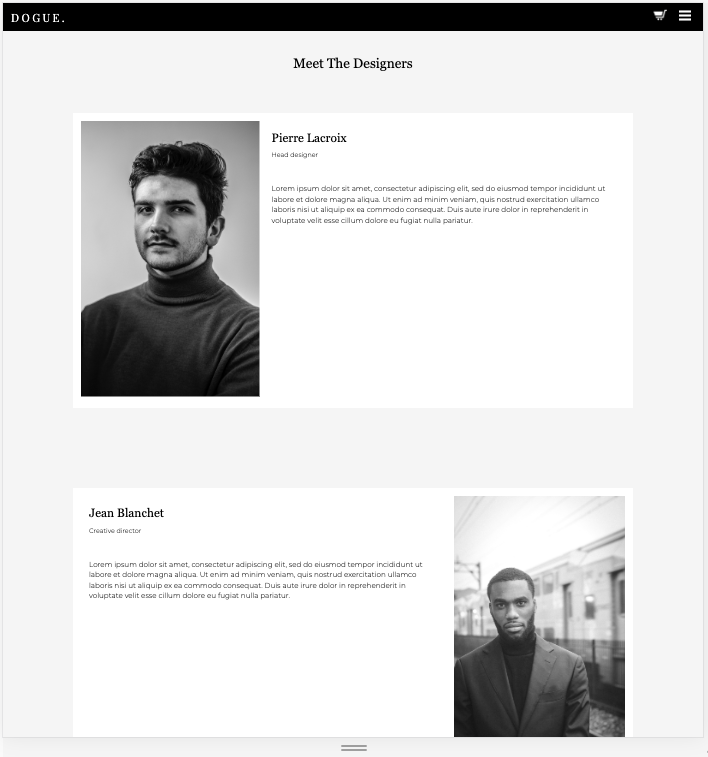 DOGUE.
Meet The Designers
Pierre Lacroix
Head designer
Lorem ipsum dolor sit amet, consectetur adipiscing elit, sed do eiusmod tempor incididunt ut
labore et dolore magna aliqua. Ut enim ad minim veniam, quis nostrud exercitation ullamco
laboris nisi ut aliquip ex ea commodo consequat. Duis aute irure dolor in reprehenderit in
voluptate velit esse cillum dolore eu fugiat nulla pariatur.
Jean Blanchet
Creative director
Lorem ipsum dolor sit amet, consectetur adipiscing elit, sed do eiusmod tempor incididunt ut
labore et dolore magna aliqua. Ut enim ad minim veniam, quis nostrud exercitation ullamco
laboris nisi ut aliquip ex ea commodo consequat. Duis aute irure dolor in reprehenderit in
voluptate velit esse cillum dolore eu fugiat nulla pariatur.